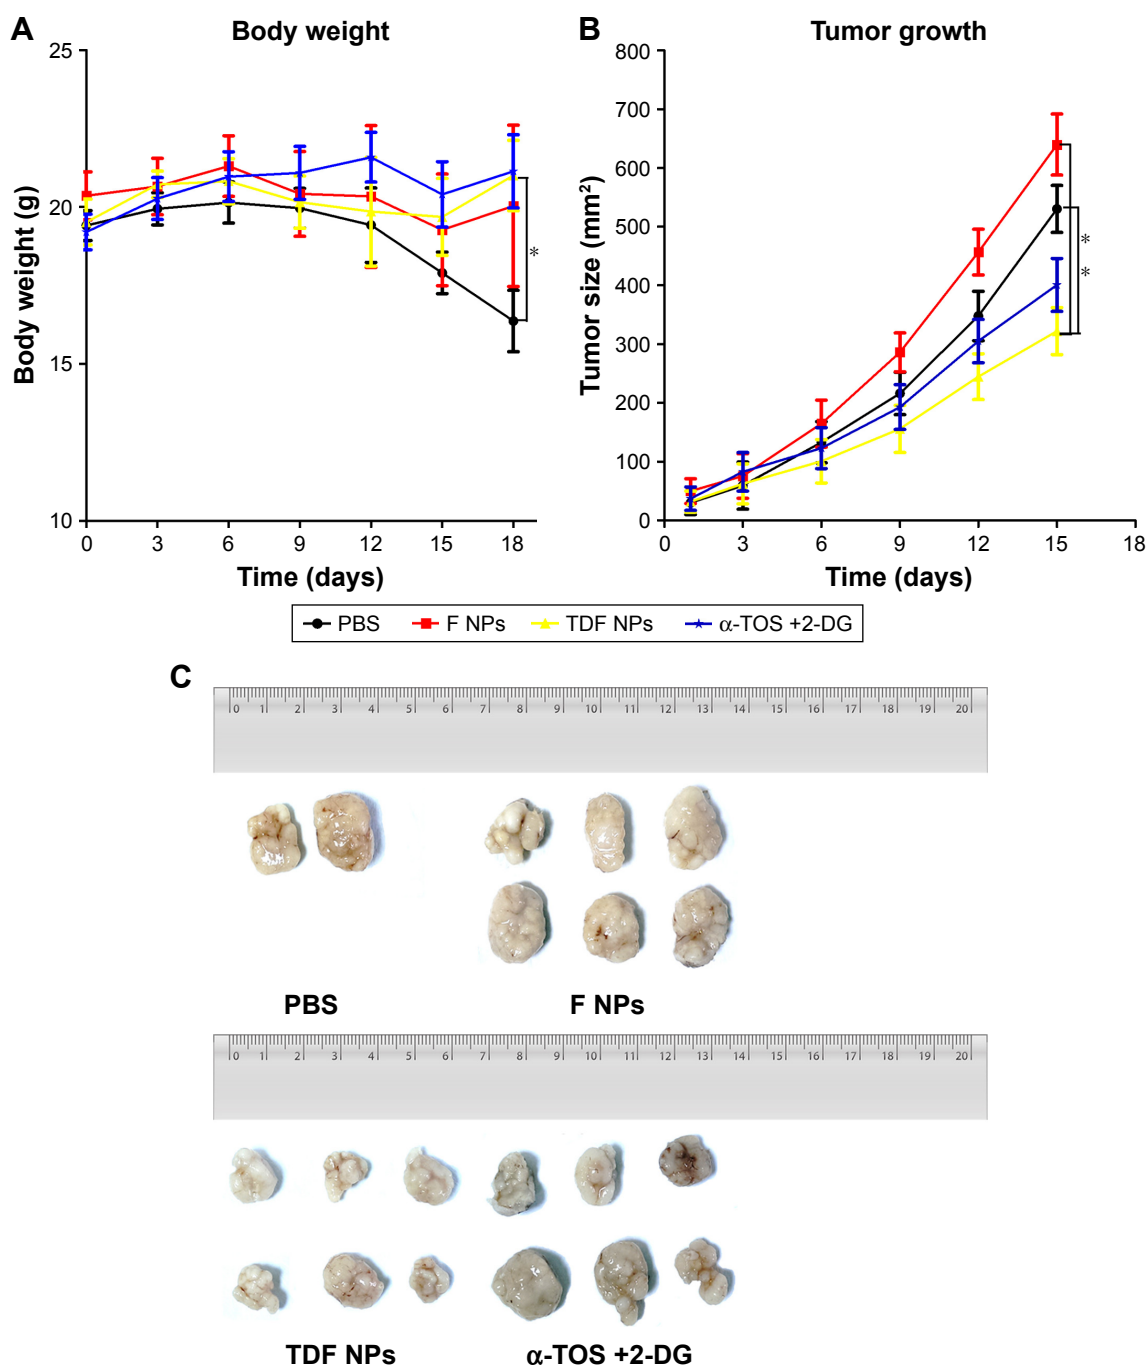 A Body weight
25
20
15
10
Body weight (g)
0 3 6 9 12 15 18
Time (days)
*
B Tumor growth
800
700
600
500
400
300
200
100
0
Tumor size (mm²)
3 6 9 12 15 18
Time (days)
*
*
PBS F NPs TDF NPs α-TOS +2-DG
C
0 1 2 3 4 5 6 7 8 9 10 11 12 13 14 15 16 17 18 19 20
PBS F NPs
0 1 2 3 4 5 6 7 8 9 10 11 12 13 14 15 16 17 18 19 20
TDF NPs α-TOS +2-DG